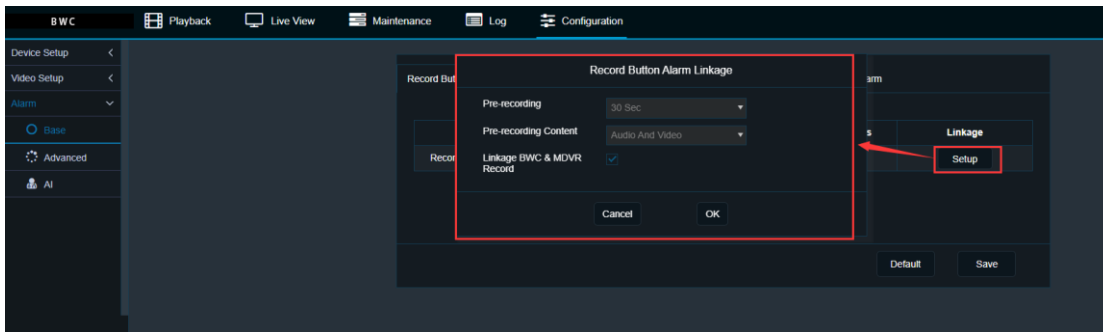 BWC
Playback
Live View
Maintenance
Log
Configuration
Device Setup
Video Setup
Alarm
Base
Advanced
AI
Record But
arm
s
Linkage
Recor
Setup
Record Button Alarm Linkage
Pre-recording
30 Sec
Pre-recording Content
Audio And Video
Linkage BWC & MDVR
Record
Cancel
OK
Default
Save